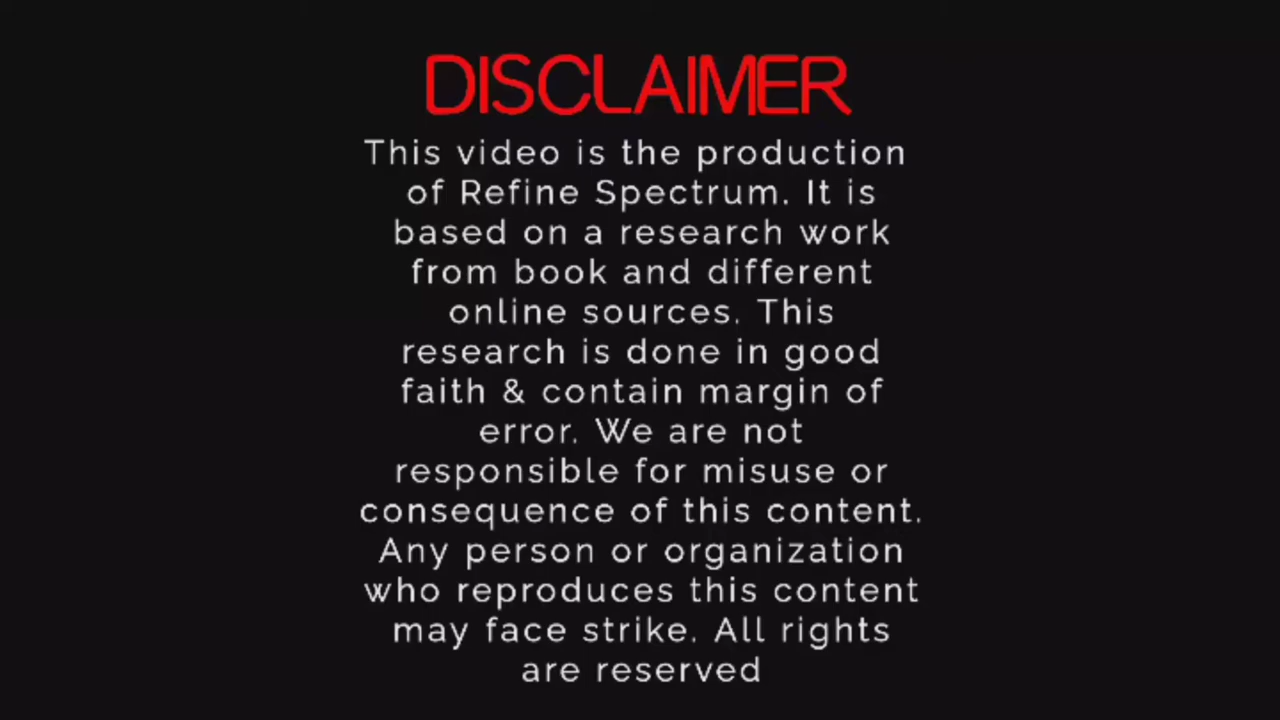 DISCLAIMER
This video is the production
of Refine Spectrum. It is
based on a research work
from book and different
online sources. This
research is done in good
faith & contain margin of
error. We are not
responsible for misuse or
consequence of this content.
Any person or organization
who reproduces this content
may face strike. All rights
are reserved